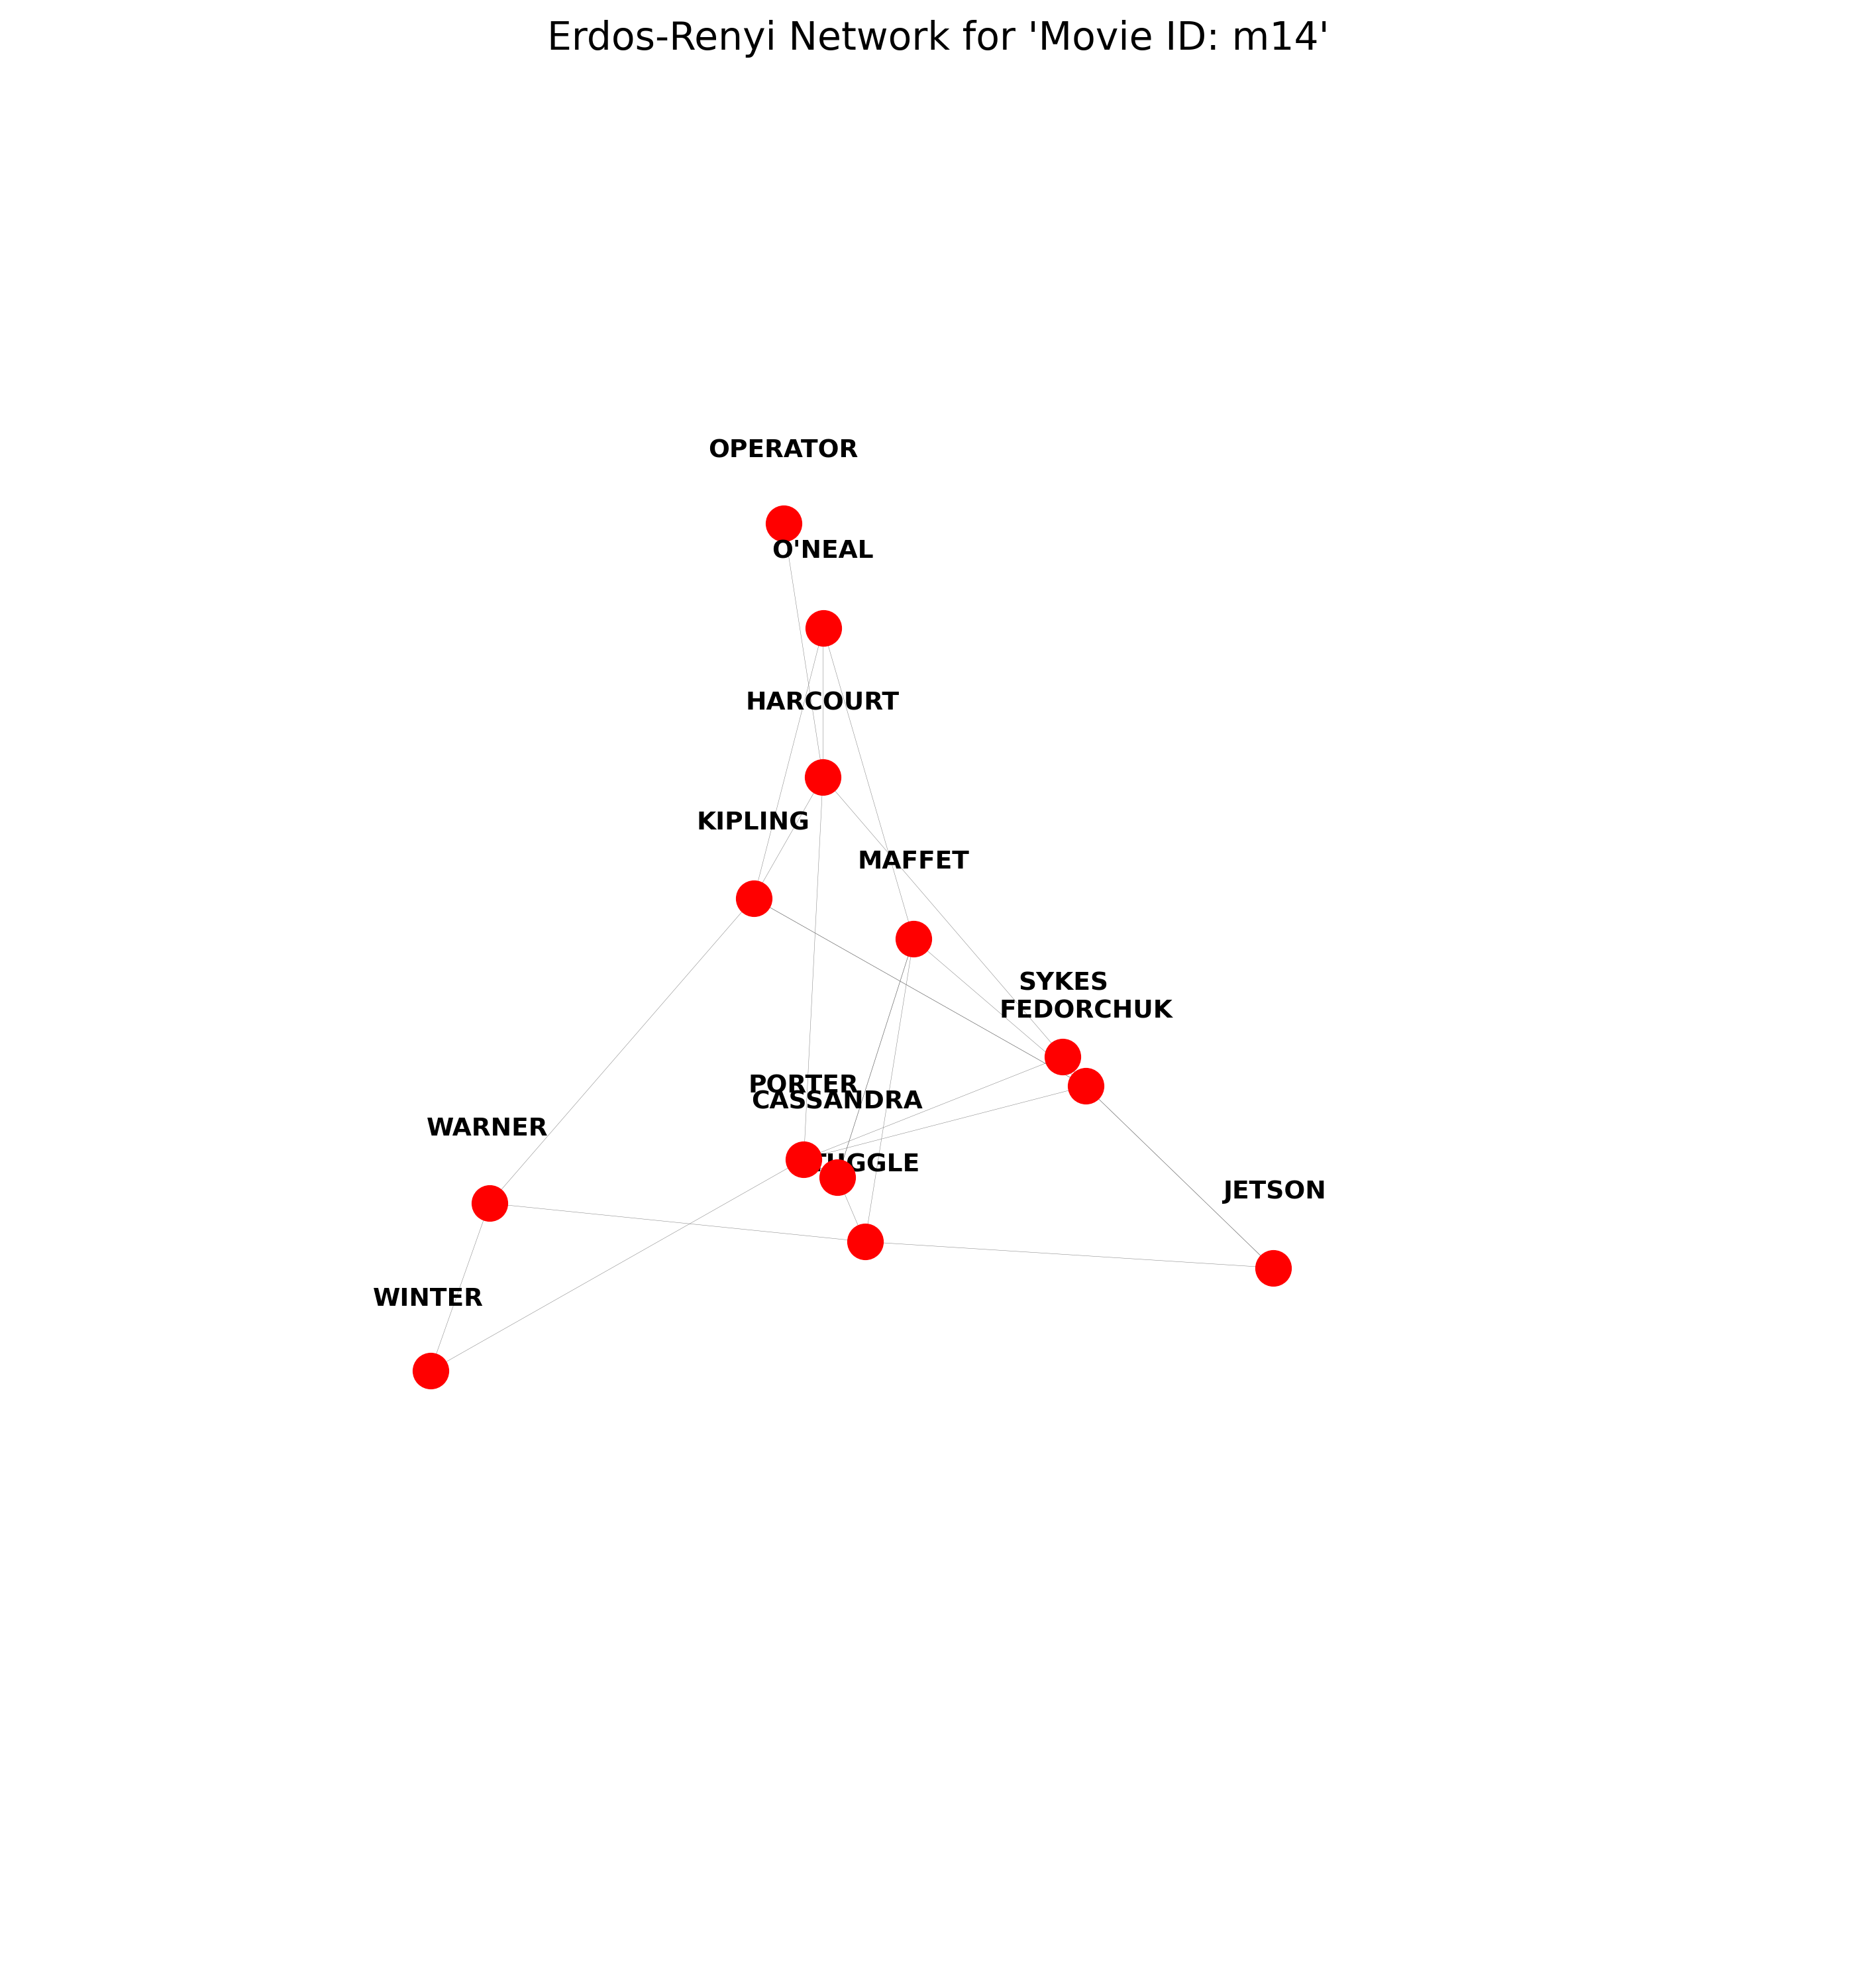 Erdos-Renyi Network for 'Movie ID: m14'
OPERATOR
O'NEAL
HARCOURT
KIPLING
MAFFET
SYKES
FEDORCHUK
PORTER
CASSANDRA
WARNER
JETSON
WINTER